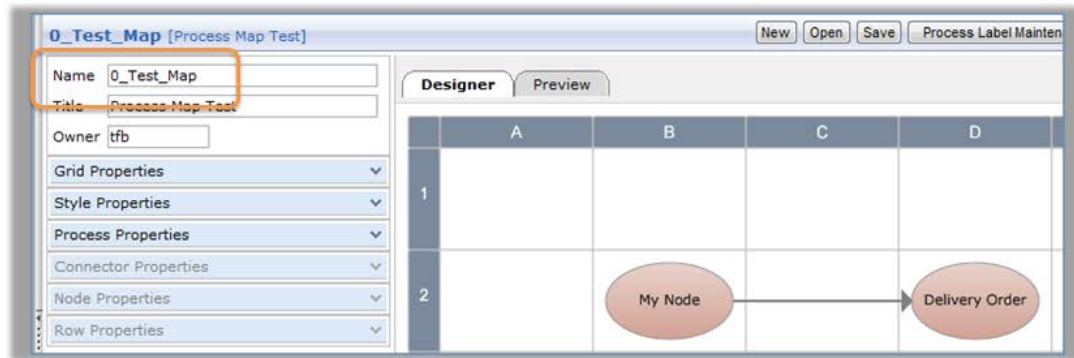 0_Test_Map [Process Map Test]
New Open Save Process Label Mainten
Name 0_Test_Map
Title Process Map Test
Owner tfb
Grid Properties
Style Properties
Process Properties
Connector Properties
Node Properties
Row Properties
Designer Preview
A B C D
1
2 My Node Delivery Order